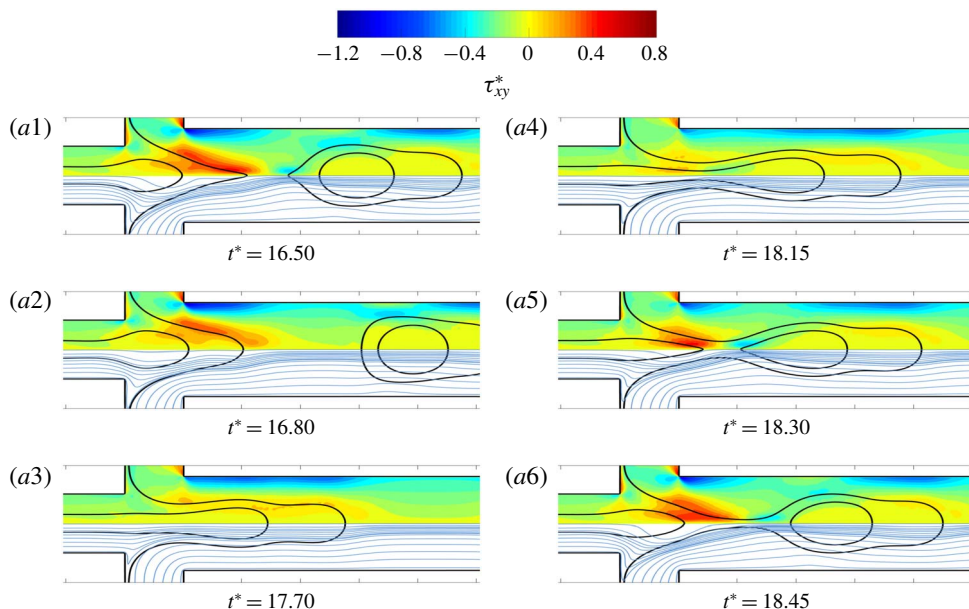 −1.2 −0.8 −0.4 0 0.4 0.8
τ*xy
(a1) (a4)
t* = 16.50 t* = 18.15
(a2) (a5)
t* = 16.80 t* = 18.30
(a3) (a6)
t* = 17.70 t* = 18.45